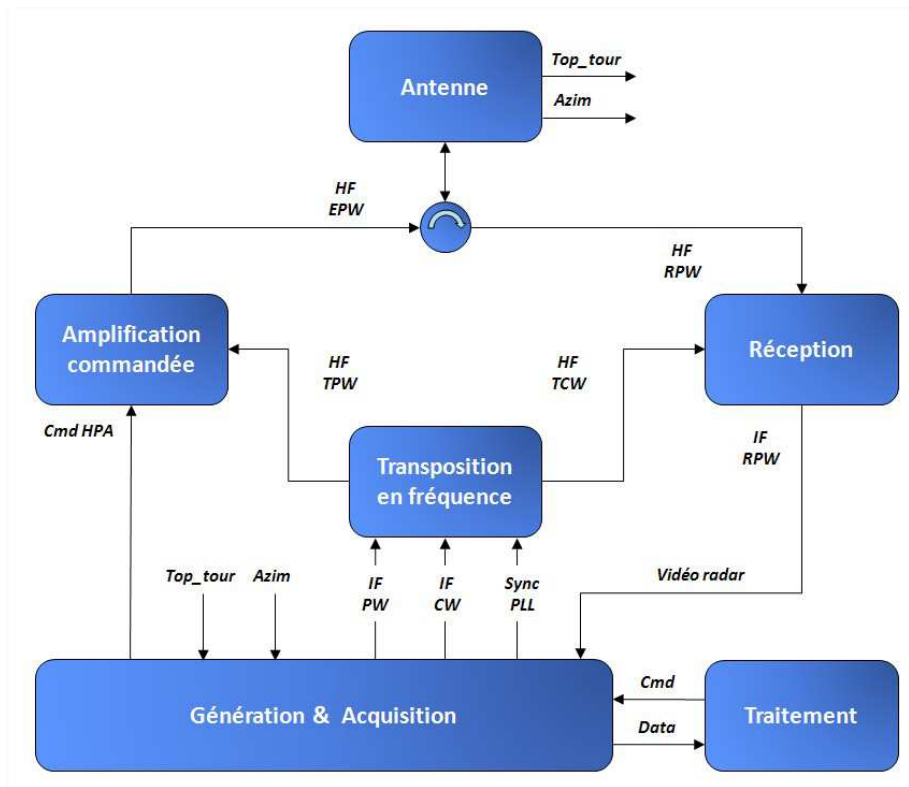 Top_tour
Antenne
Azim
HF
EPW
HF
RPW
Amplification
commandée
HF
TPW
HF
TCW
Réception
Cmd HPA
IF
RPW
Transposition
en fréquence
Top_tour
Azim
IF
PW
IF
CW
Sync
PLL
Vidéo radar
Génération & Acquisition
Cmd
Traitement
Data